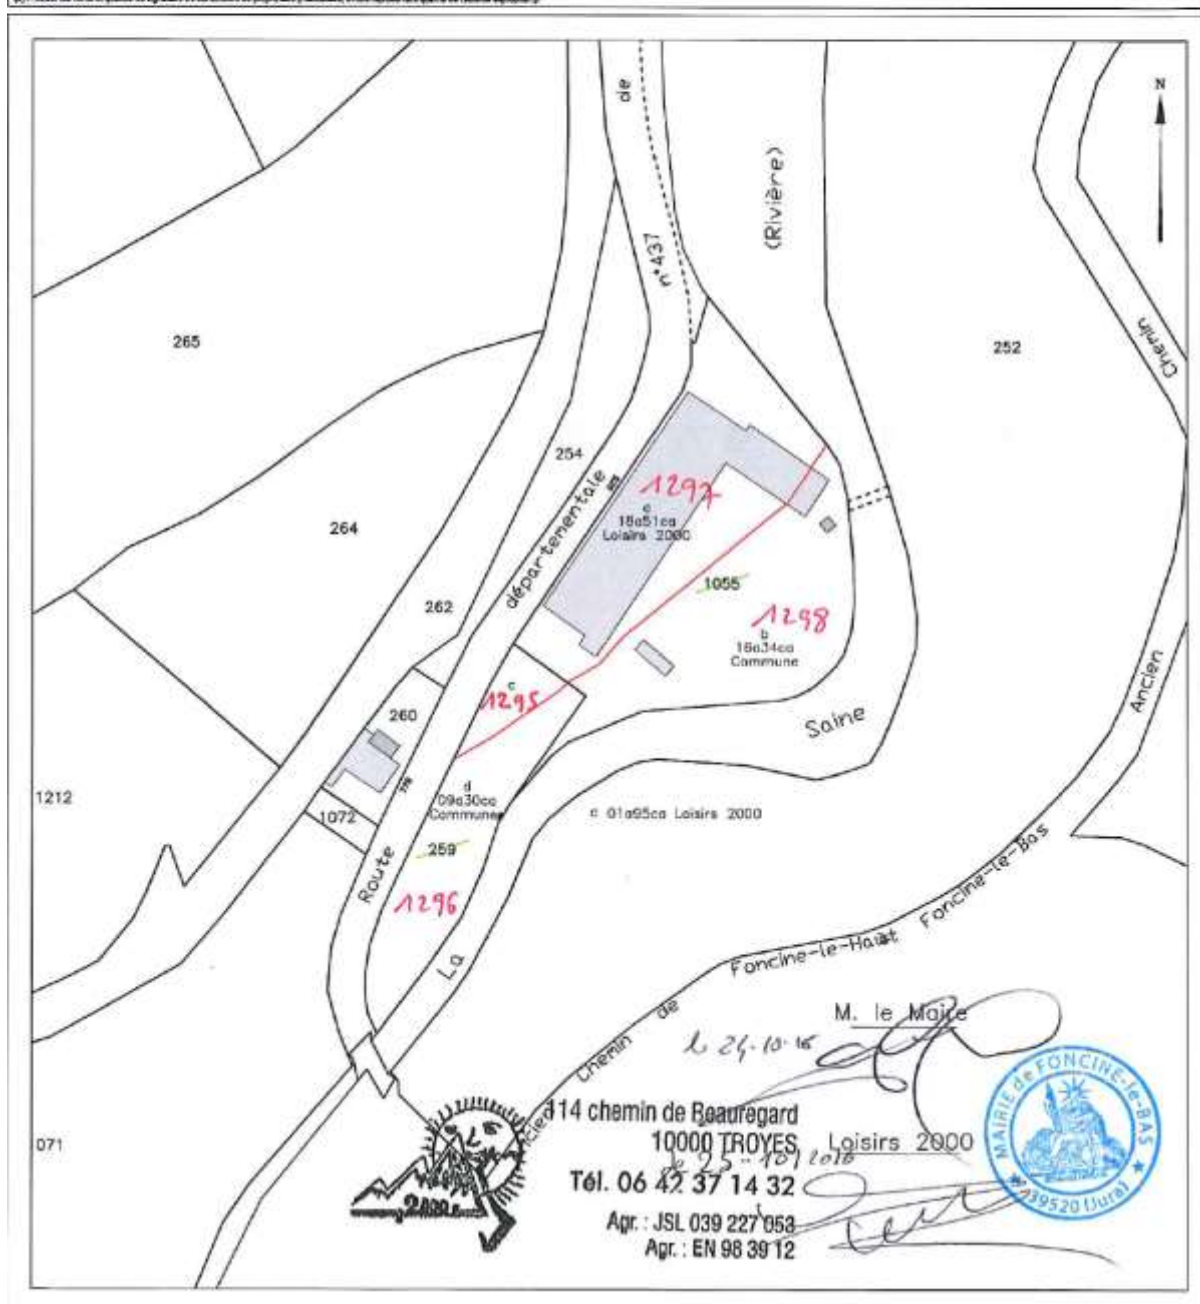 de
N
(Rivière)
n°437
Chemin
265
252
254
départementale
1297
a
18a51ca
Loisirs 2000
264
1055
262
1298
b
16a34ca
Commune
c
1295
Ancien
260
Saine
1212
d
09a30ca
Commune
c 01a95ca Loisirs 2000
1072
259
Route
1296
La
Foncine-le-Haut Foncine-le-Bas
de
Chemin
M. le Maire
le 24-10-16
114 chemin de Beauregard
10000 TROYES
Loisirs 2000
Tél. 06 42 37 14 32
Agr. : JSL 039 227 053
Agr. : EN 98 39 12
071
2000
MAIRIE de FONCINE-le-BAS
39520 (Jura)